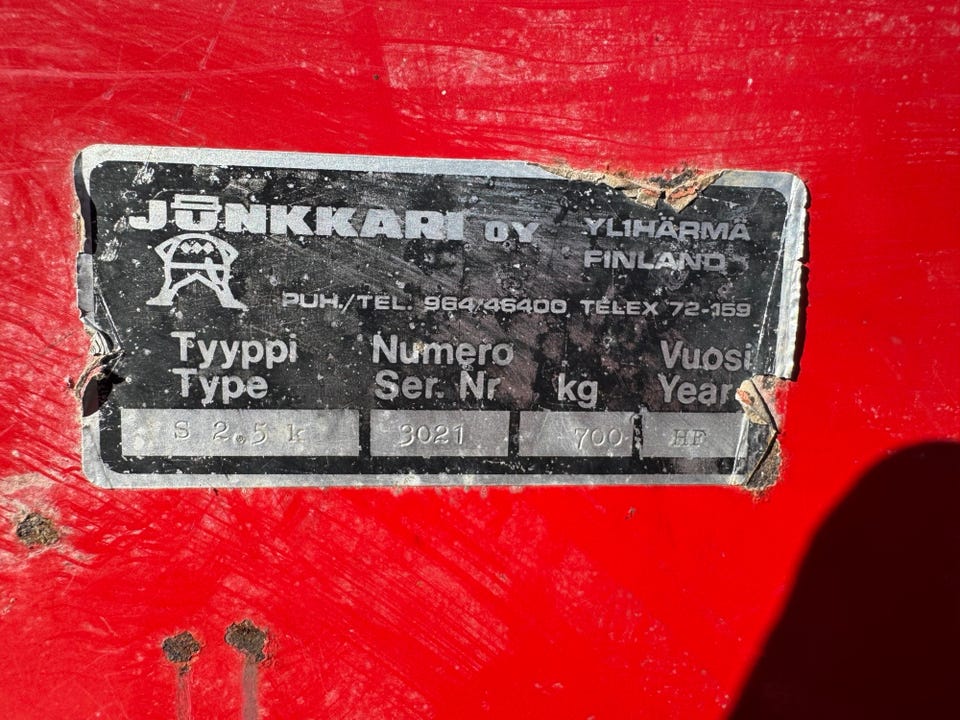 JUNKKARI OY YLIHÄRMÄ
FINLAND
PUH./TEL. 964/46400 TELEX 72-159
Tyyppi Numero Vuosi
Type Ser. Nr kg Year
S 2,5 k 3021 700 HF